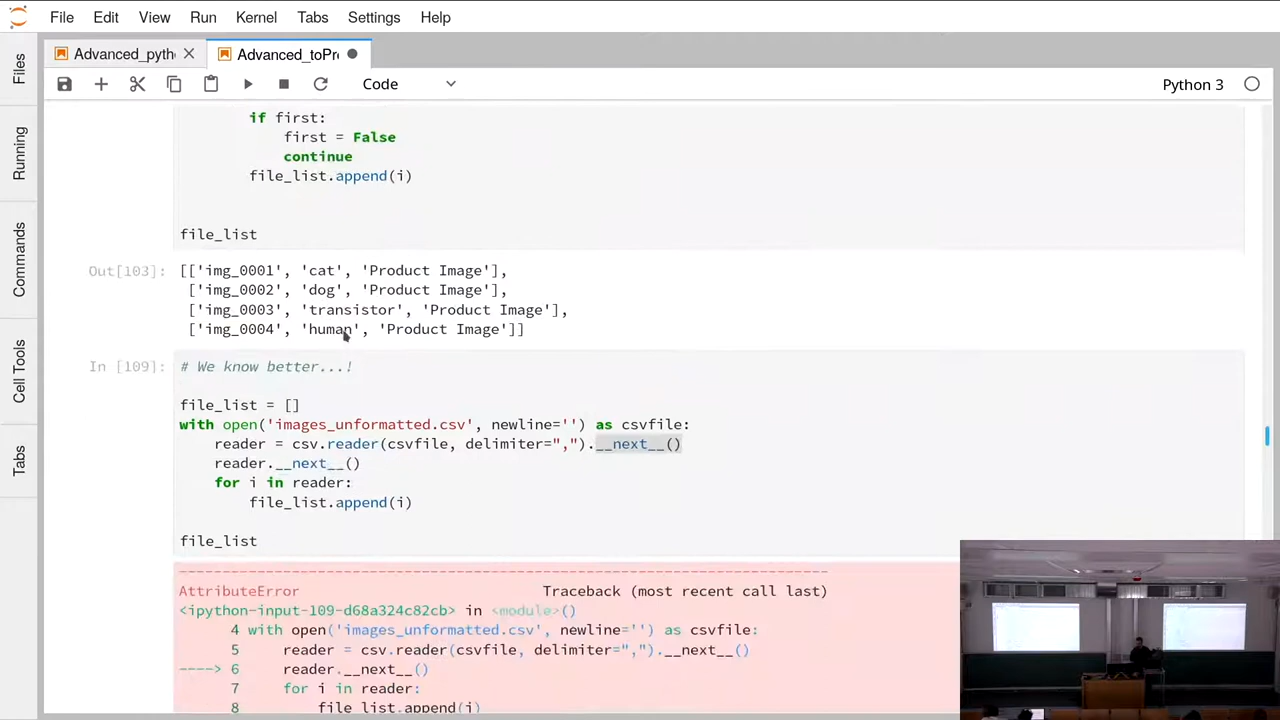 File Edit View Run Kernel Tabs Settings Help
Files
Running
Commands
Cell Tools
Tabs
Advanced_pyth
Advanced_toPr
Code
Python 3
if first:
first = False
continue
file_list.append(i)
file_list
Out[103]: [['img_0001', 'cat', 'Product Image'],
['img_0002', 'dog', 'Product Image'],
['img_0003', 'transistor', 'Product Image'],
['img_0004', 'human', 'Product Image']]
In [109]: # We know better...!
file_list = []
with open('images_unformatted.csv', newline='') as csvfile:
reader = csv.reader(csvfile, delimiter=",").__next__()
reader.__next__()
for i in reader:
file_list.append(i)
file_list
---------------------------------------------------------------------------
AttributeError Traceback (most recent call last)
<ipython-input-109-d68a324c82cb> in <module>()
4 with open('images_unformatted.csv', newline='') as csvfile:
5 reader = csv.reader(csvfile, delimiter=",").__next__()
----> 6 reader.__next__()
7 for i in reader:
8 file_list.append(i)